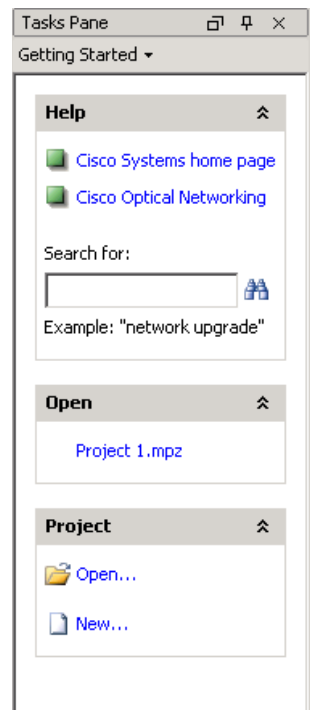 Tasks Pane
Getting Started
Help
Cisco Systems home page
Cisco Optical Networking
Search for:
Example: "network upgrade"
Open
Project 1.mpz
Project
Open...
New...